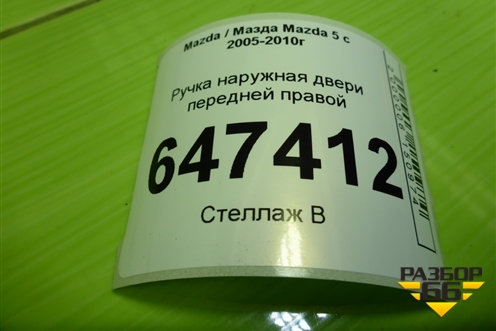 Mazda / Мазда Mazda 5 с
2005-2010г
Ручка наружная двери
передней правой
647412
Стеллаж В
РАЗБОР
66